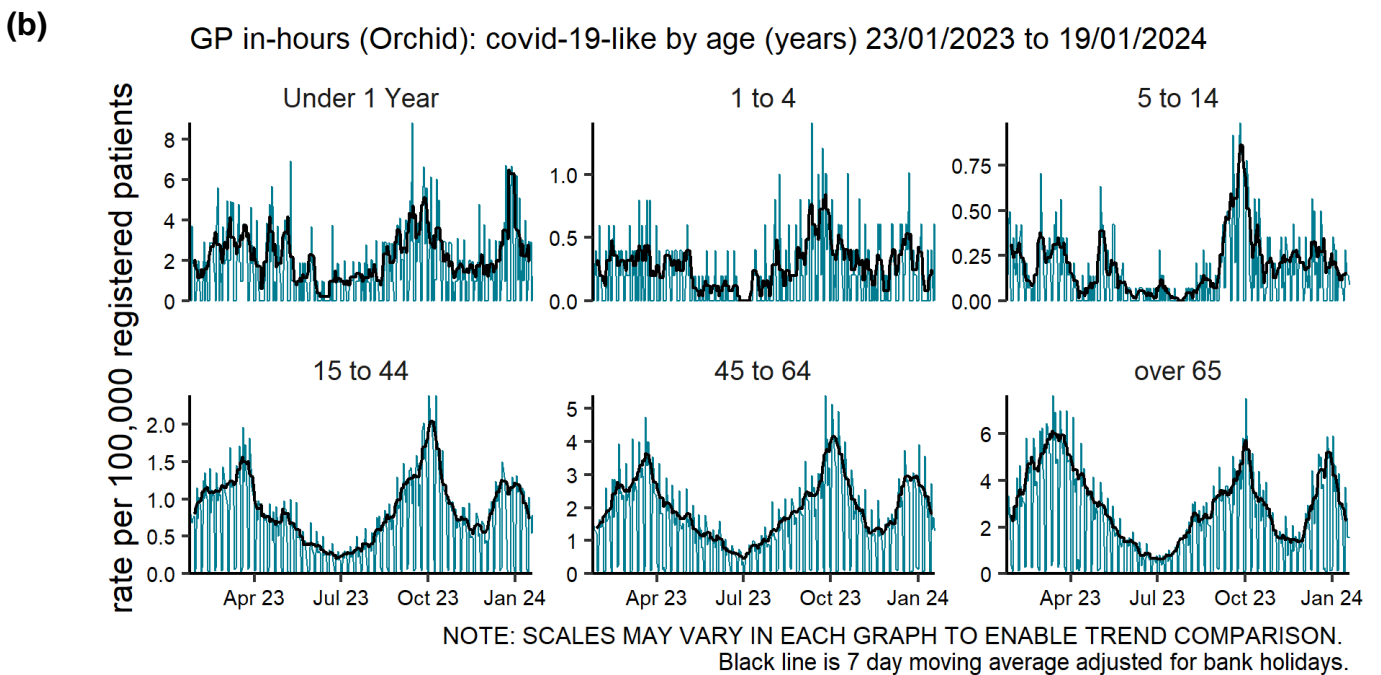 (b)
GP in-hours (Orchid): covid-19-like by age (years) 23/01/2023 to 19/01/2024
rate per 100,000 registered patients
Under 1 Year
8
6
4
2
0
1 to 4
1.0
0.5
0.0
5 to 14
0.75
0.50
0.25
0.00
15 to 44
2.0
1.5
1.0
0.5
0.0
Apr 23 Jul 23 Oct 23 Jan 24
45 to 64
5
4
3
2
1
0
Apr 23 Jul 23 Oct 23 Jan 24
over 65
6
4
2
0
Apr 23 Jul 23 Oct 23 Jan 24
NOTE: SCALES MAY VARY IN EACH GRAPH TO ENABLE TREND COMPARISON.
Black line is 7 day moving average adjusted for bank holidays.